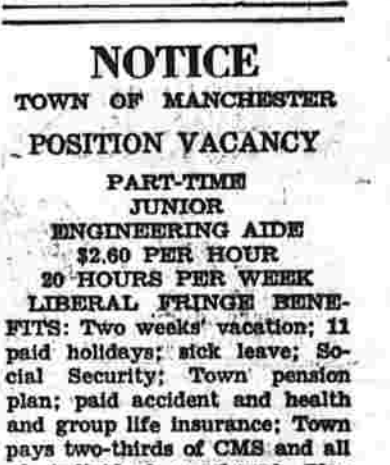 NOTICE
TOWN OF MANCHESTER
POSITION VACANCY
PART-TIME
JUNIOR
ENGINEERING AIDE
$2.60 PER HOUR
20 HOURS PER WEEK
LIBERAL FRINGE BENE-
FITS: Two weeks' vacation; 11
paid holidays; sick leave; So-
cial Security; Town pension
plan; paid accident and health
and group life insurance; Town
pays two-thirds of CMS and all